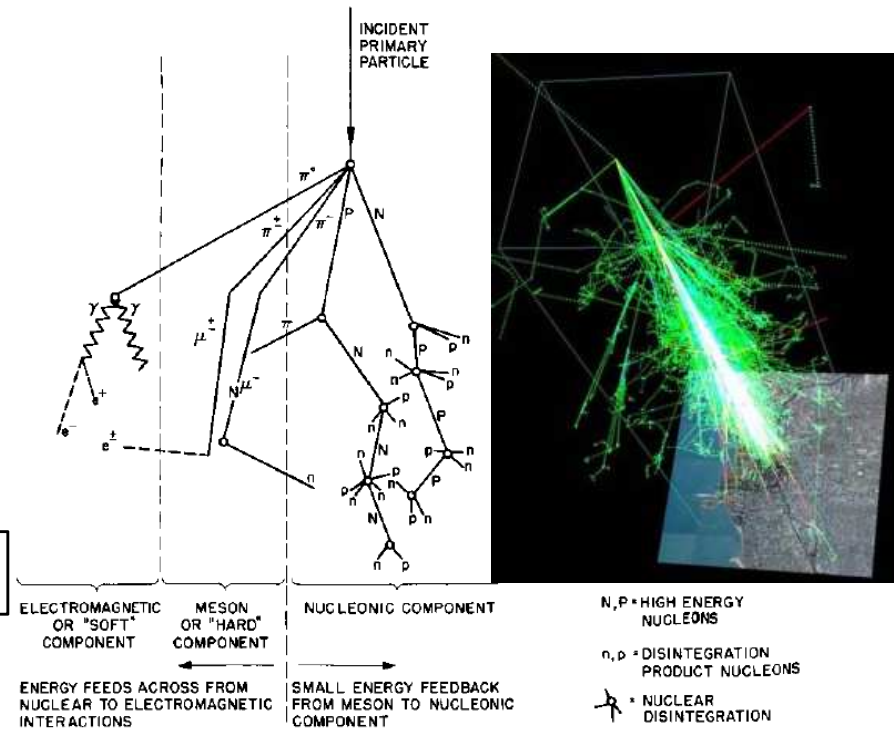 INCIDENT
PRIMARY
PARTICLE
π°
π±
π-
P
N
γ γ
μ±
π
N
P
n
p
n
n
p
e+
e-
N μ-
p
n
n
P
e±
N
n
p
n
n
n
p
p
n
n
p
n
P
N
p
n
n
p
ELECTROMAGNETIC
OR "SOFT"
COMPONENT
MESON
OR "HARD"
COMPONENT
NUCLEONIC COMPONENT
ENERGY FEEDS ACROSS FROM
NUCLEAR TO ELECTROMAGNETIC
INTERACTIONS
SMALL ENERGY FEEDBACK
FROM MESON TO NUCLEONIC
COMPONENT
N,P = HIGH ENERGY
NUCLEONS
n,p = DISINTEGRATION
PRODUCT NUCLEONS
= NUCLEAR
DISINTEGRATION